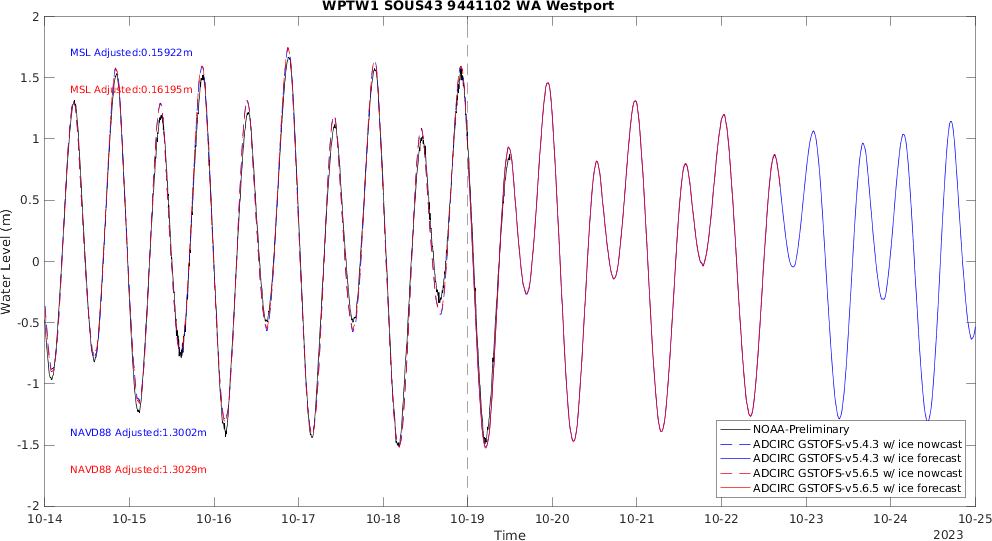 WPTW1 SOUS43 9441102 WA Westport
MSL Adjusted:0.15922m
MSL Adjusted:0.16195m
NAVD88 Adjusted:1.3002m
NAVD88 Adjusted:1.3029m
Water Level (m)
2
1.5
1
0.5
0
-0.5
-1
-1.5
-2
NOAA-Preliminary
ADCIRC GSTOFS-v5.4.3 w/ ice nowcast
ADCIRC GSTOFS-v5.4.3 w/ ice forecast
ADCIRC GSTOFS-v5.6.5 w/ ice nowcast
ADCIRC GSTOFS-v5.6.5 w/ ice forecast
10-14 10-15 10-16 10-17 10-18 10-19 10-20 10-21 10-22 10-23 10-24 10-25
Time
2023